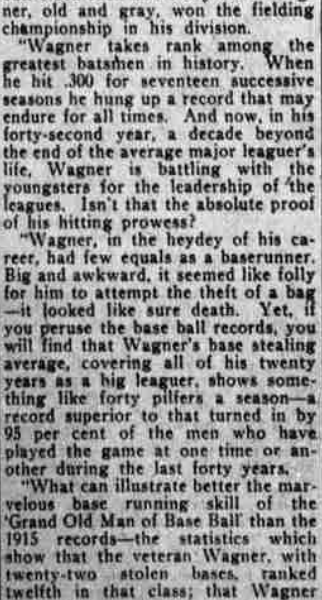 ner, old and gray, won the fielding
championship in his division.
"Wagner takes rank among the
greatest batsmen in history. When
he hit .300 for seventeen successive
seasons he hung up a record that may
endure for all times. And now, in his
forty-second year, a decade beyond
the end of the average major leaguer's
life, Wagner is battling with the
youngsters for the leadership of the
leagues. Isn't that the absolute proof
of his hitting prowess?
"Wagner, in the heydey of his ca-
reer, had few equals as a baserunner.
Big and awkward, it seemed like folly
for him to attempt the theft of a bag
—it looked like sure death. Yet, if
you peruse the base ball records, you
will find that Wagner's base stealing
average, covering all of his twenty
years as a big leaguer, shows some-
thing like forty pilfers a season—a
record superior to that turned in by
95 per cent of the men who have
played the game at one time or an-
other during the last forty years.
"What can illustrate better the mar-
velous base running skill of the
'Grand Old Man of Base Ball' than the
1915 records—the statistics which
show that the veteran Wagner, with
twenty-two stolen bases, ranked
twelfth in that class; that Wagner